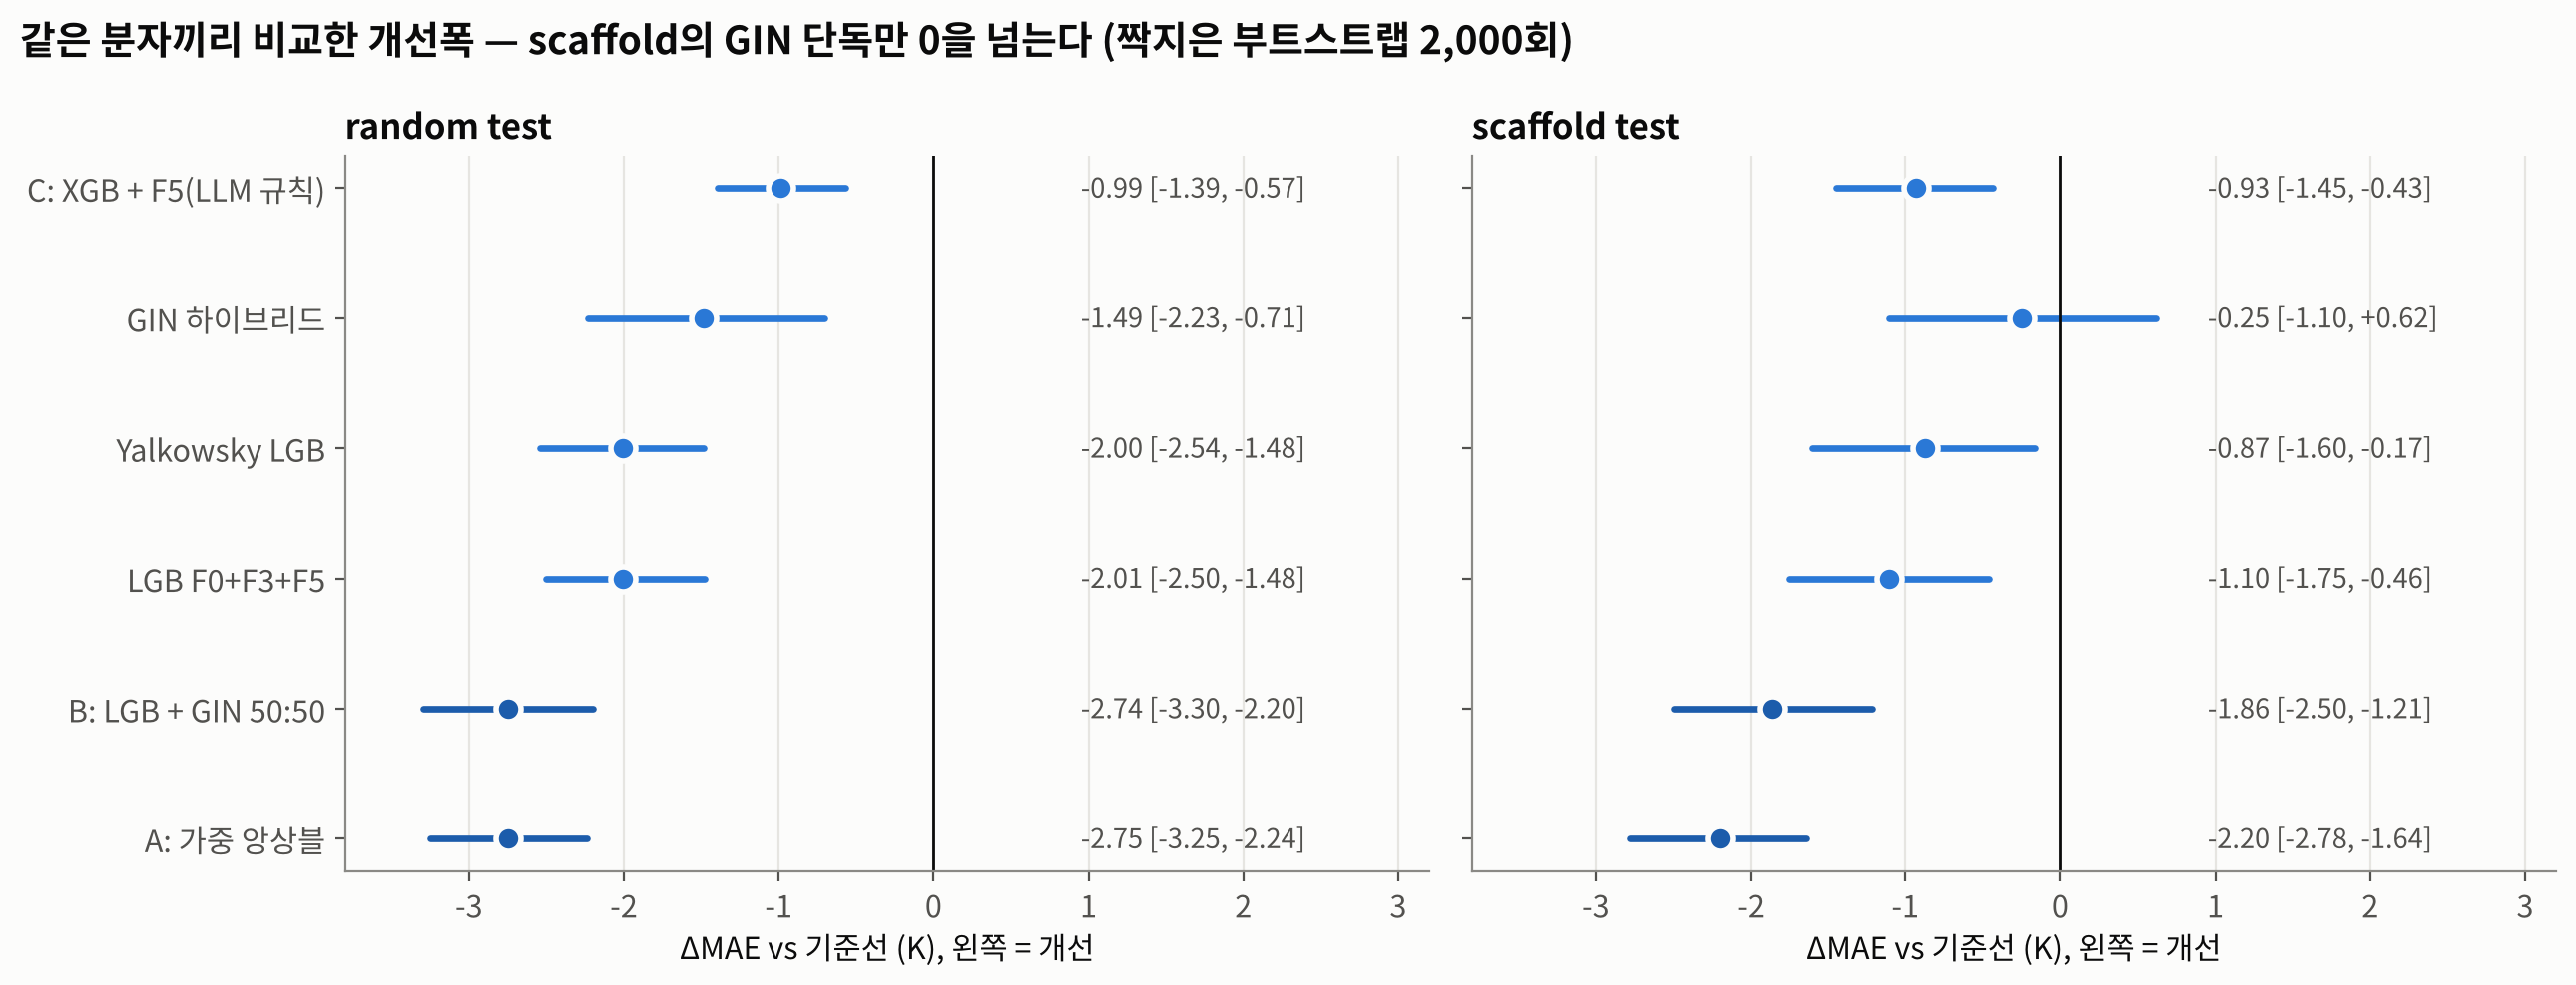 같은 분자끼리 비교한 개선폭 — scaffold의 GIN 단독만 0을 넘는다 (짝지은 부트스트랩 2,000회)
random test
C: XGB + F5(LLM 규칙)
-0.99 [-1.39, -0.57]
GIN 하이브리드
-1.49 [-2.23, -0.71]
Yalkowsky LGB
-2.00 [-2.54, -1.48]
LGB F0+F3+F5
-2.01 [-2.50, -1.48]
B: LGB + GIN 50:50
-2.74 [-3.30, -2.20]
A: 가중 앙상블
-2.75 [-3.25, -2.24]
-3 -2 -1 0 1 2 3
ΔMAE vs 기준선 (K), 왼쪽 = 개선
scaffold test
-0.93 [-1.45, -0.43]
-0.25 [-1.10, +0.62]
-0.87 [-1.60, -0.17]
-1.10 [-1.75, -0.46]
-1.86 [-2.50, -1.21]
-2.20 [-2.78, -1.64]
-3 -2 -1 0 1 2 3
ΔMAE vs 기준선 (K), 왼쪽 = 개선